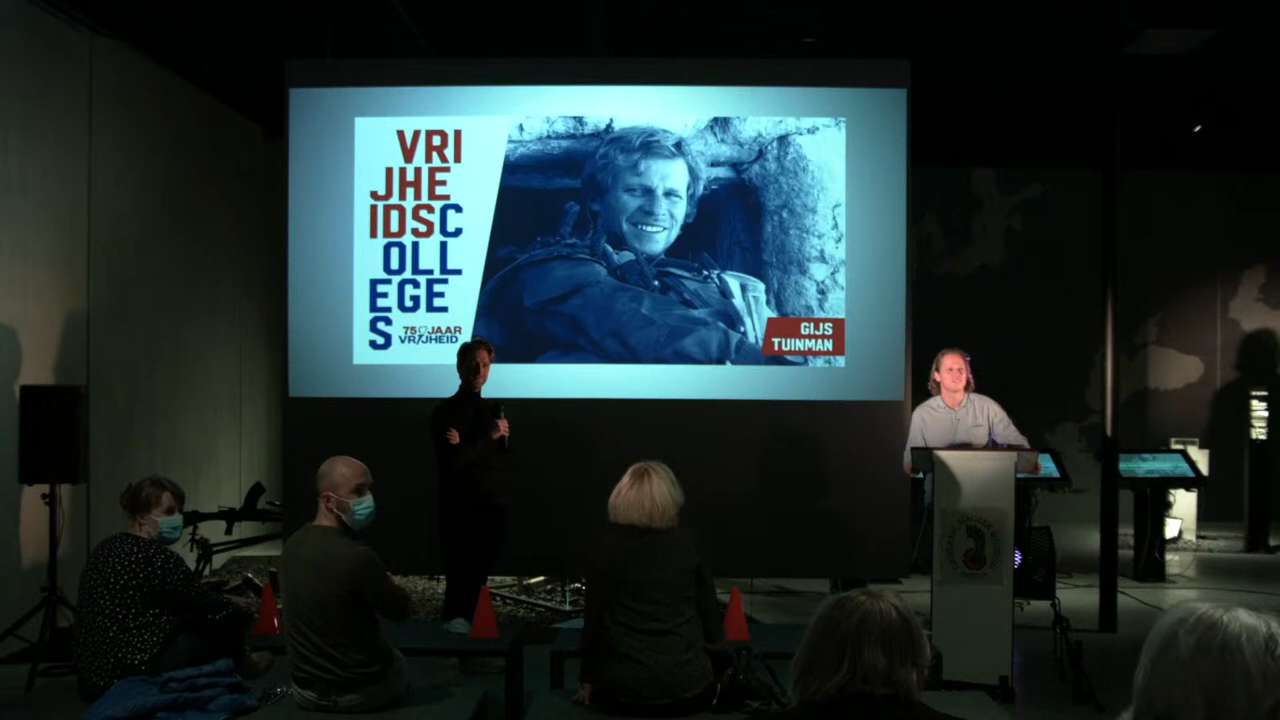 VRI
JHE
IDSC
OLL
EGE
S
75 JAAR
VRIJHEID
GIJS
TUINMAN